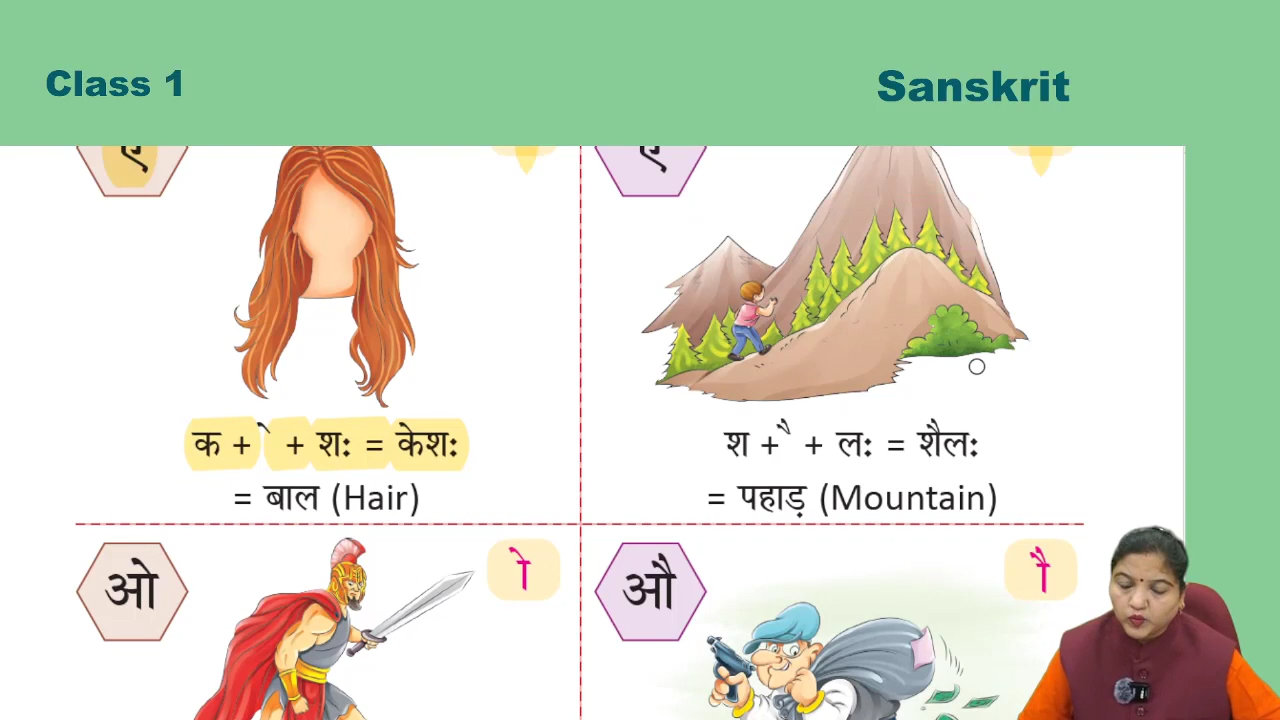 Class 1
Sanskrit
क + े + शः = केशः
= बाल (Hair)
श + ै + लः = शैलः
= पहाड़ (Mountain)
ओ
ो
औ
ौ